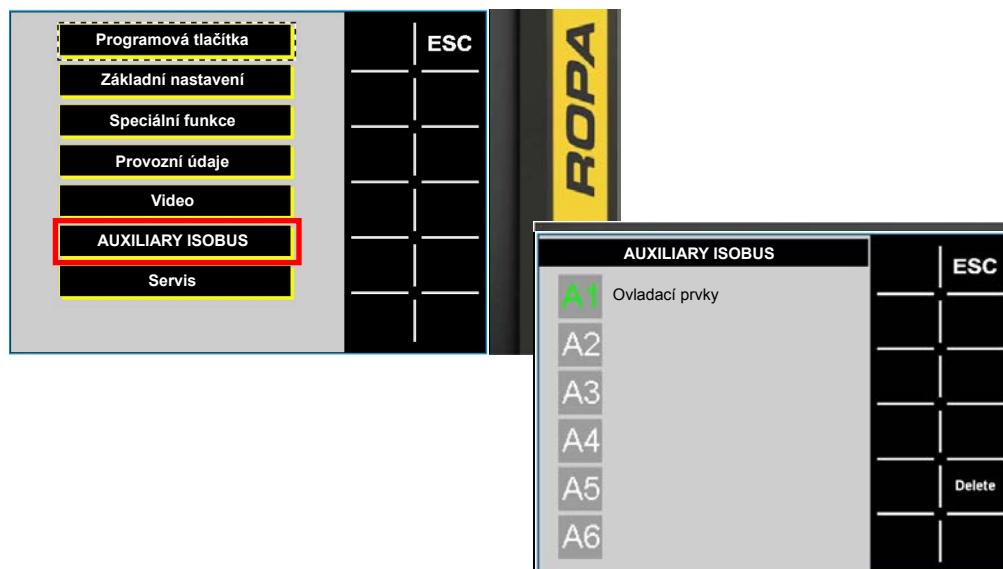 Programová tlačítka
ESC
Základní nastavení
Speciální funkce
Provozní údaje
Video
AUXILIARY ISOBUS
Servis
ROPA
AUXILIARY ISOBUS
ESC
A1 Ovladací prvky
A2
A3
A4
A5
Delete
A6